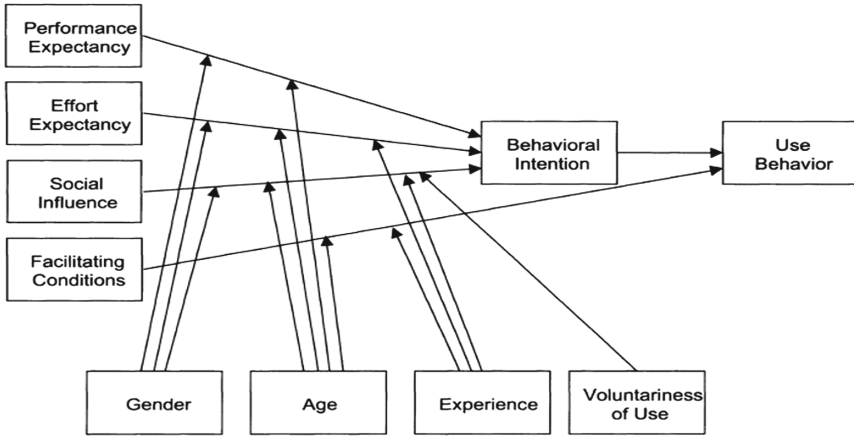 Performance
Expectancy
Effort
Expectancy
Social
Influence
Facilitating
Conditions
Behavioral
Intention
Use
Behavior
Gender
Age
Experience
Voluntariness
of Use